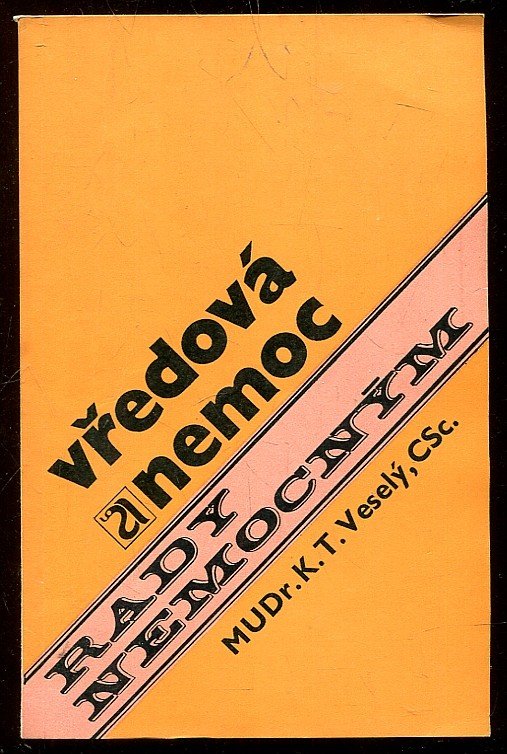 vředová
nemoc
RADY
NEMOCNÝM
MUDr. K. T. Veselý, CSc.